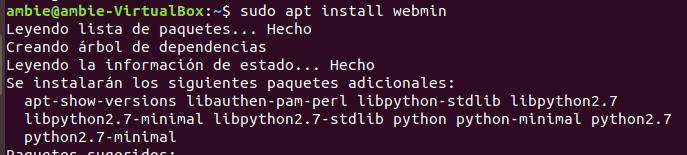 ambie@ambie-VirtualBox:~$ sudo apt install webmin
Leyendo lista de paquetes... Hecho
Creando árbol de dependencias
Leyendo la información de estado... Hecho
Se instalarán los siguientes paquetes adicionales:
apt-show-versions libauthen-pam-perl libpython-stdlib libpython2.7
libpython2.7-minimal libpython2.7-stdlib python python-minimal python2.7
python2.7-minimal
Paquetes sugeridos: